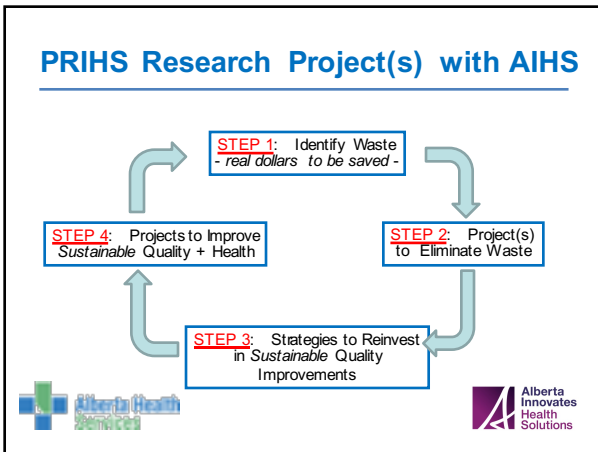 PRIHS Research Project(s) with AIHS
STEP 1: Identify Waste
- real dollars to be saved -
STEP 2: Project(s)
to Eliminate Waste
STEP 3: Strategies to Reinvest
in Sustainable Quality
Improvements
STEP 4: Projects to Improve
Sustainable Quality + Health
Alberta Health
Services
Alberta
Innovates
Health
Solutions